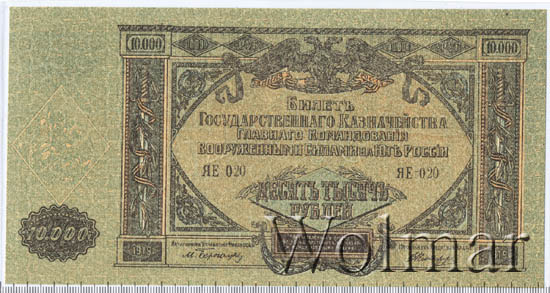 10.000 10.000
Билетъ
Государственнаго Казначейства
Главнаго Командованія
вооруженными силами на Югѣ Россіи
ЯЕ 020 ЯЕ 020
Десять тысячъ
рублей
10.000
1919
Wolmar